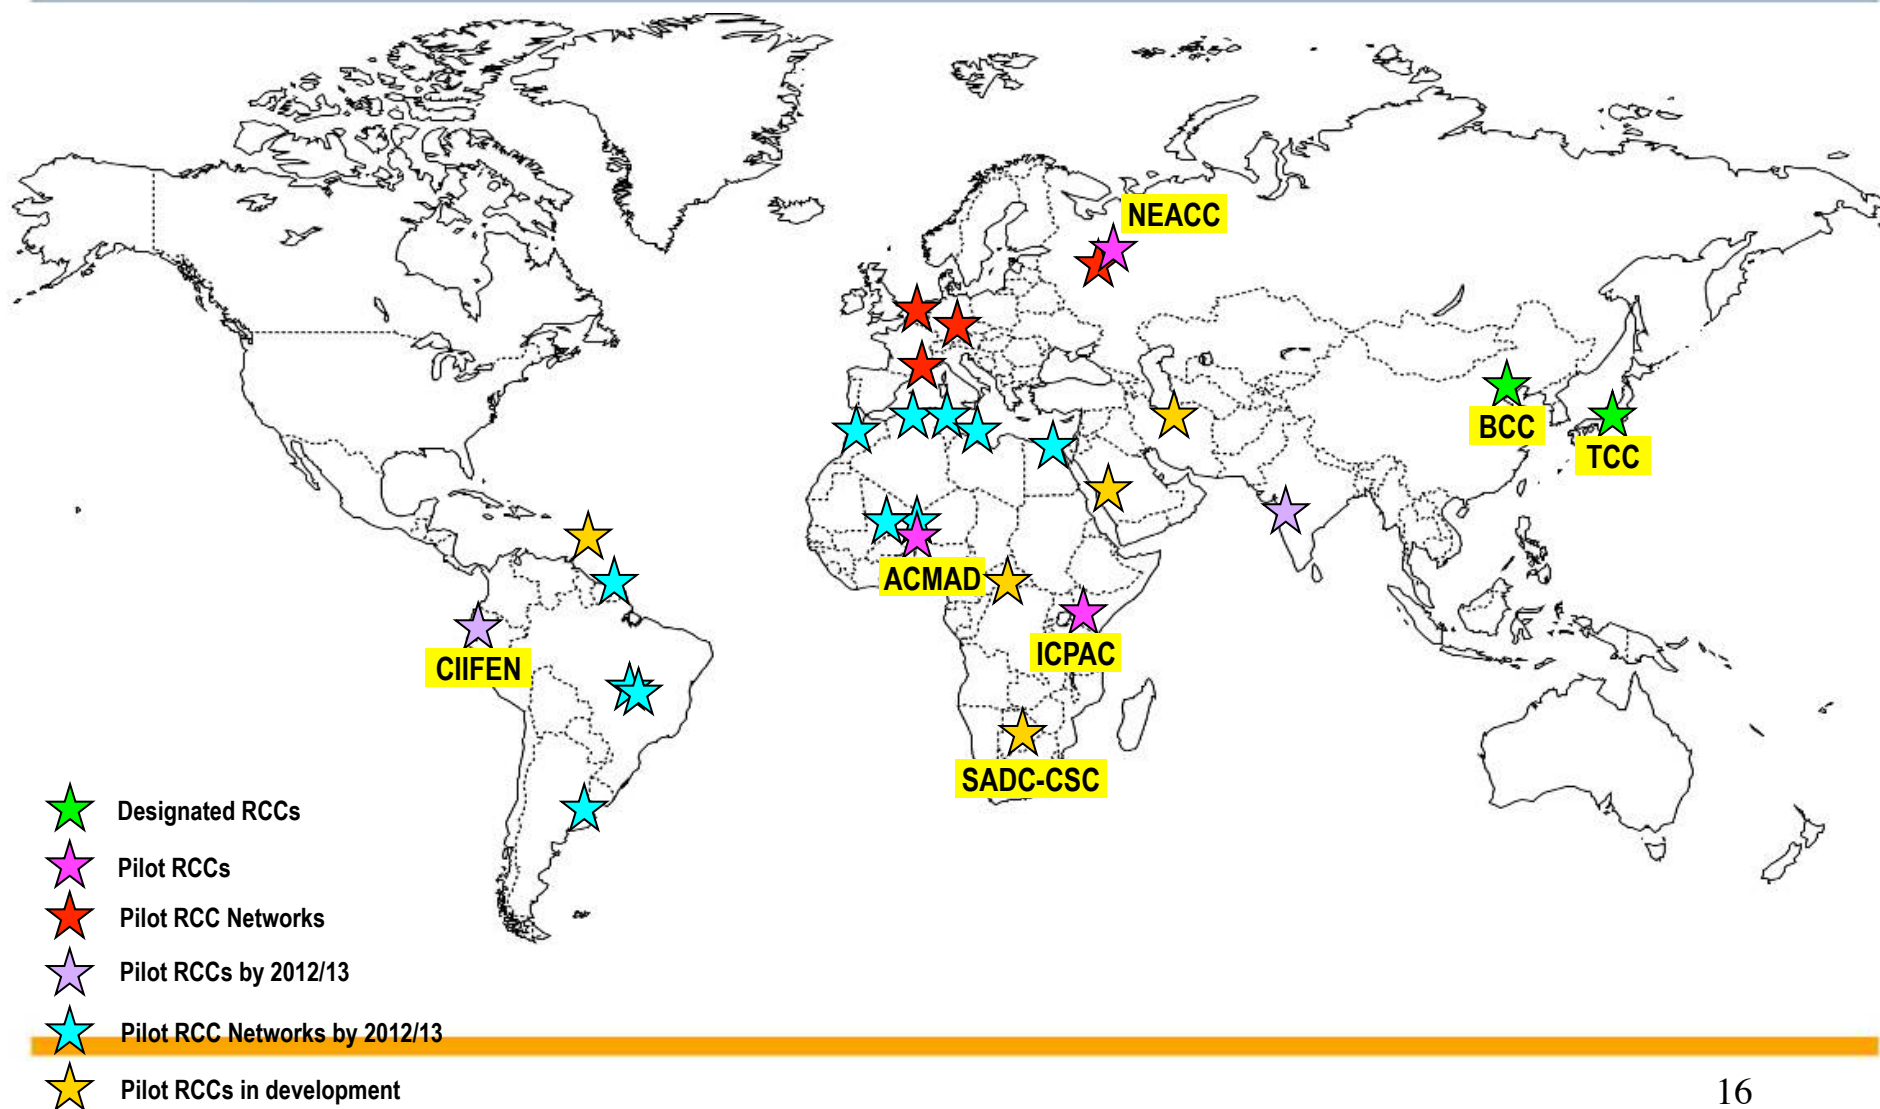 NEACC
BCC
TCC
ACMAD
ICPAC
CIIFEN
SADC-CSC
Designated RCCs
Pilot RCCs
Pilot RCC Networks
Pilot RCCs by 2012/13
Pilot RCC Networks by 2012/13
Pilot RCCs in development
16